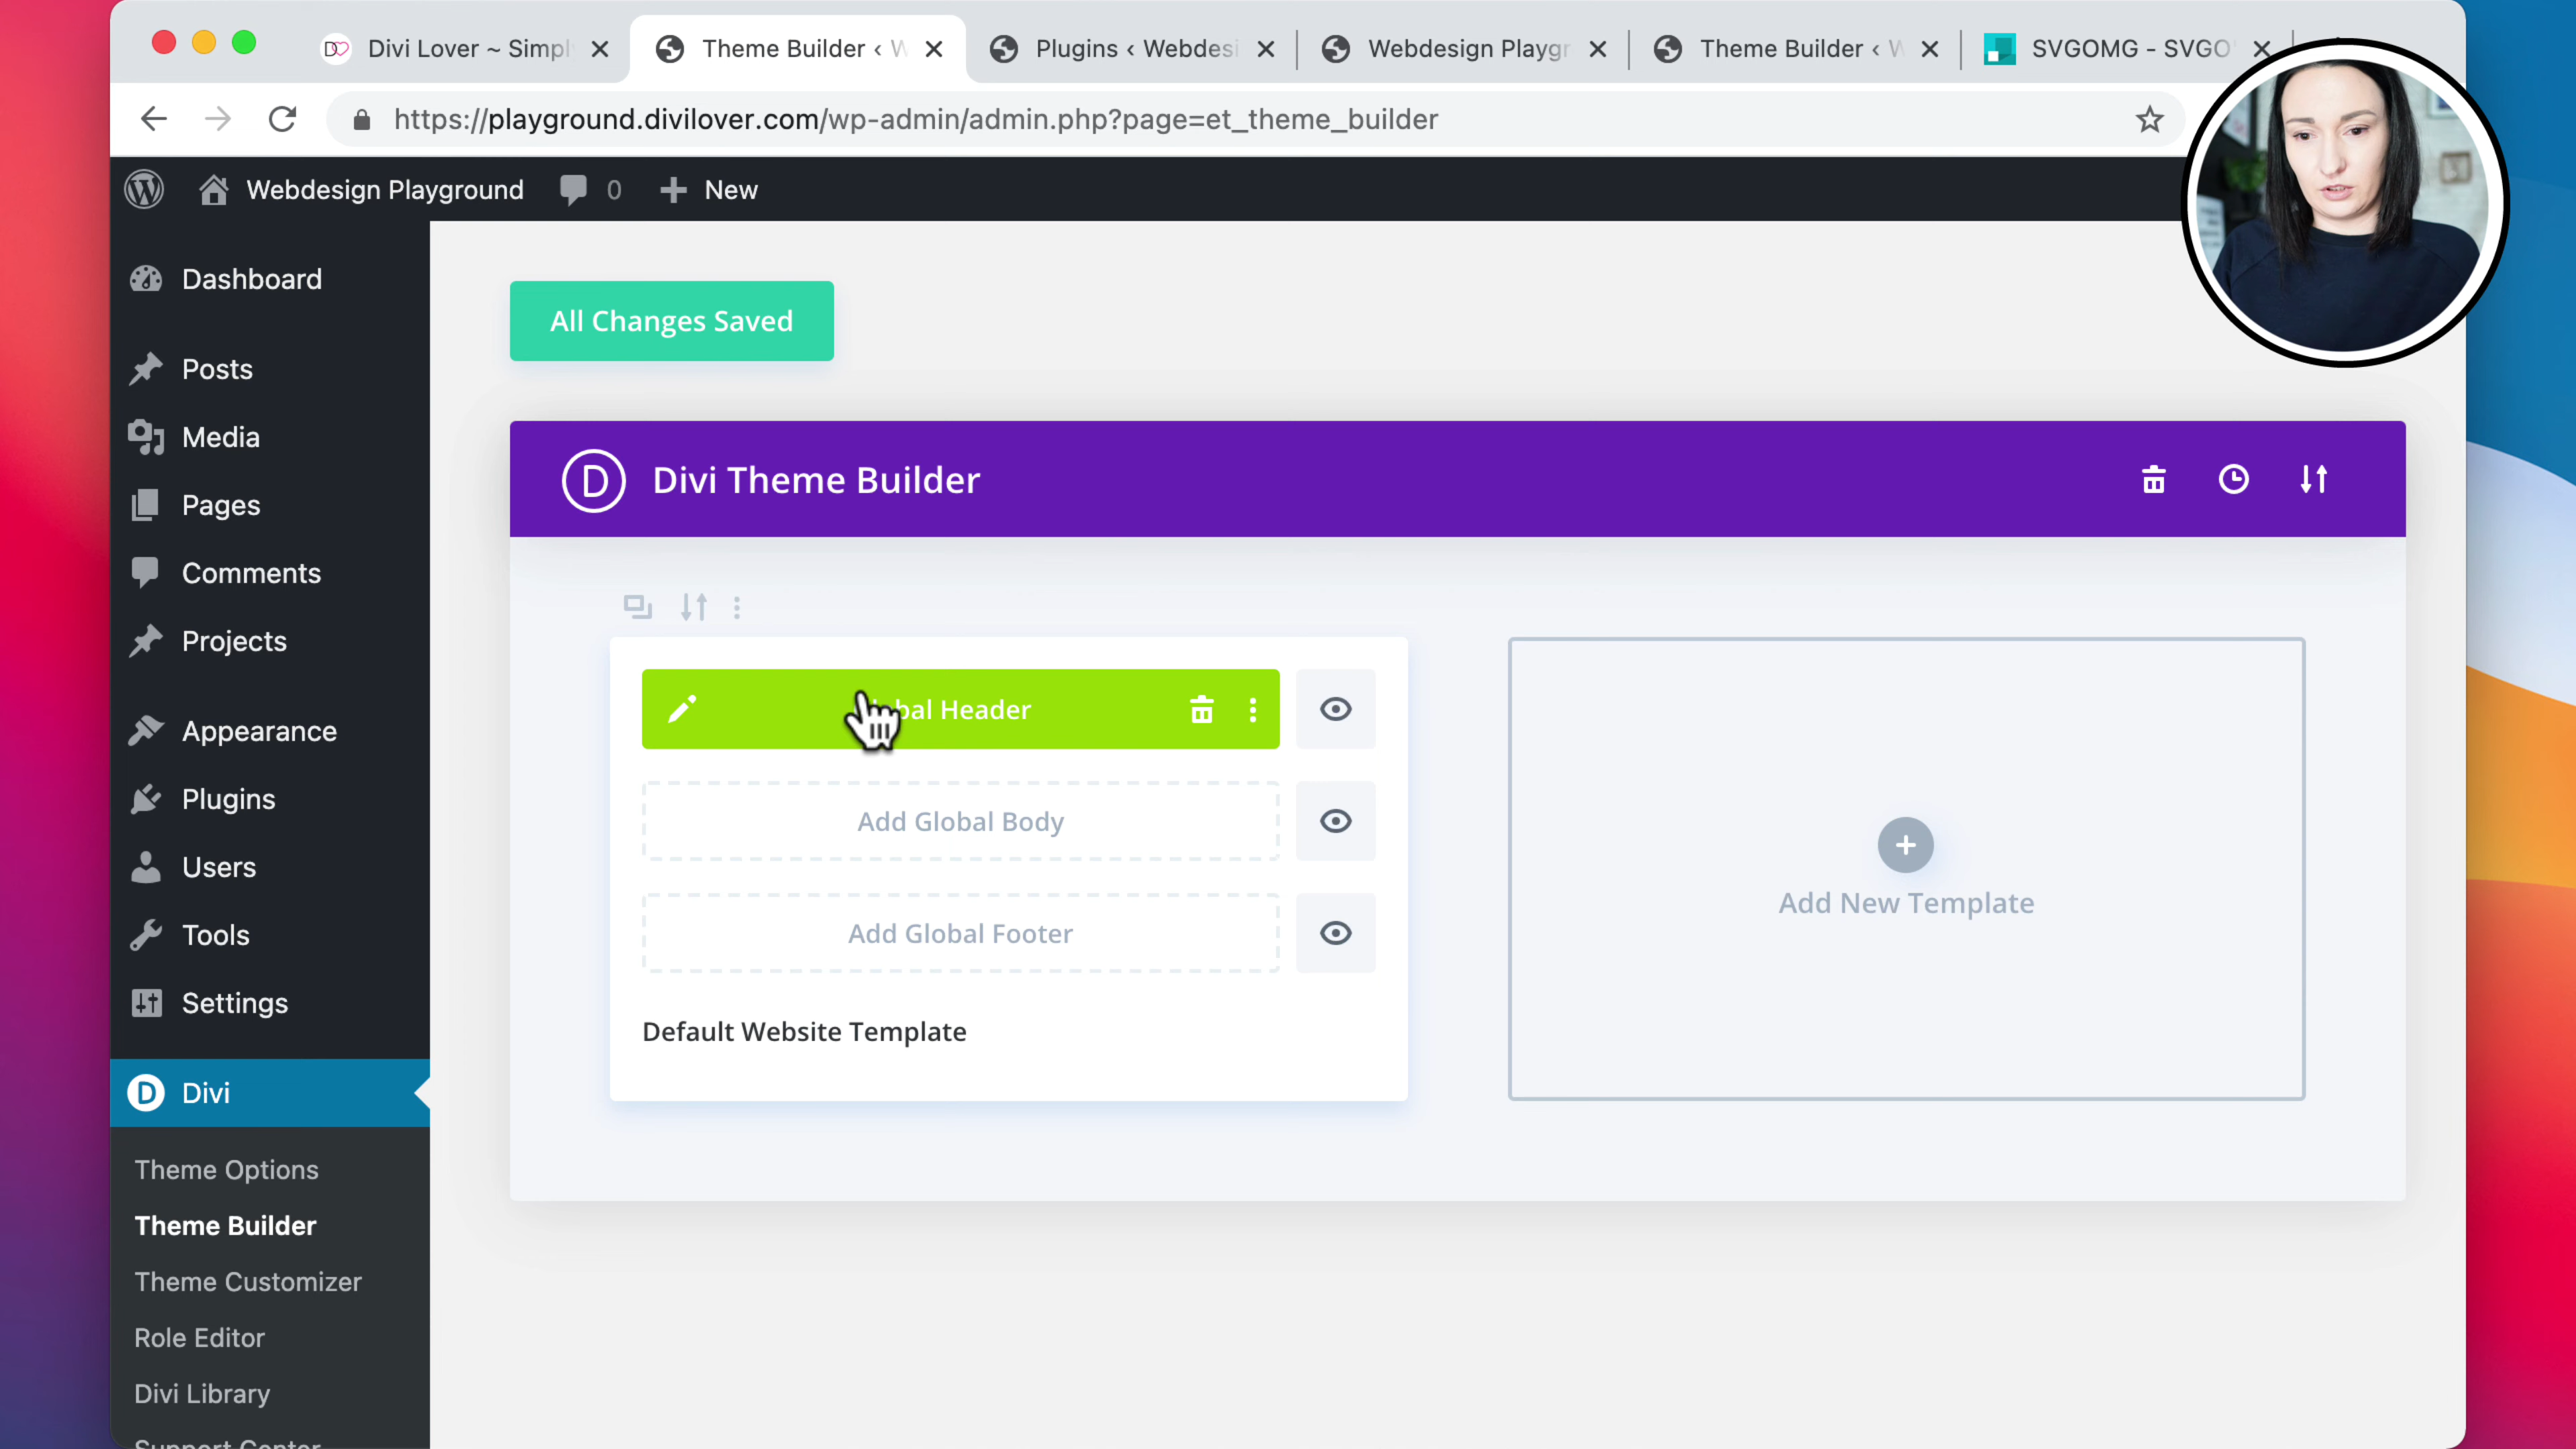 Divi Lover ~ Simpl
Theme Builder ‹ W
Plugins ‹ Webdesi
Webdesign Playgr
Theme Builder ‹ W
SVGOMG - SVGO
https://playground.divilover.com/wp-admin/admin.php?page=et_theme_builder
Webdesign Playground
0
New
Dashboard
Posts
Media
Pages
Comments
Projects
Appearance
Plugins
Users
Tools
Settings
Divi
Theme Options
Theme Builder
Theme Customizer
Role Editor
Divi Library
Support Center
All Changes Saved
D
Divi Theme Builder
Global Header
Add Global Body
Add Global Footer
Default Website Template
Add New Template